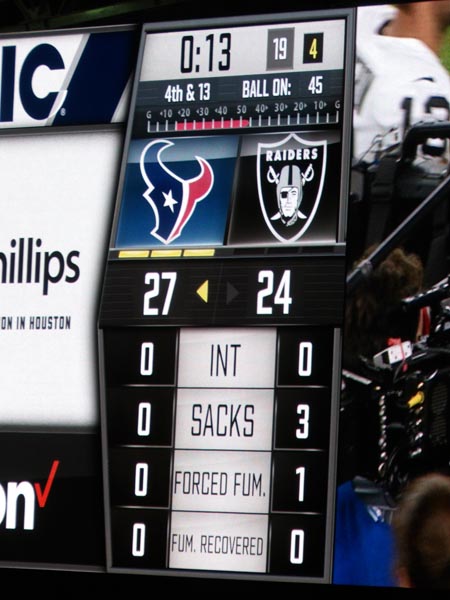 IC
®
hillips
ON IN HOUSTON
on✓
0:13 19 4
4th & 13 BALL ON: 45
G •10 •20 •30 •40 50 40• 30• 20• 10• G
RAIDERS
27 24
0 INT 0
0 SACKS 3
0 FORCED FUM. 1
0 FUM. RECOVERED 0